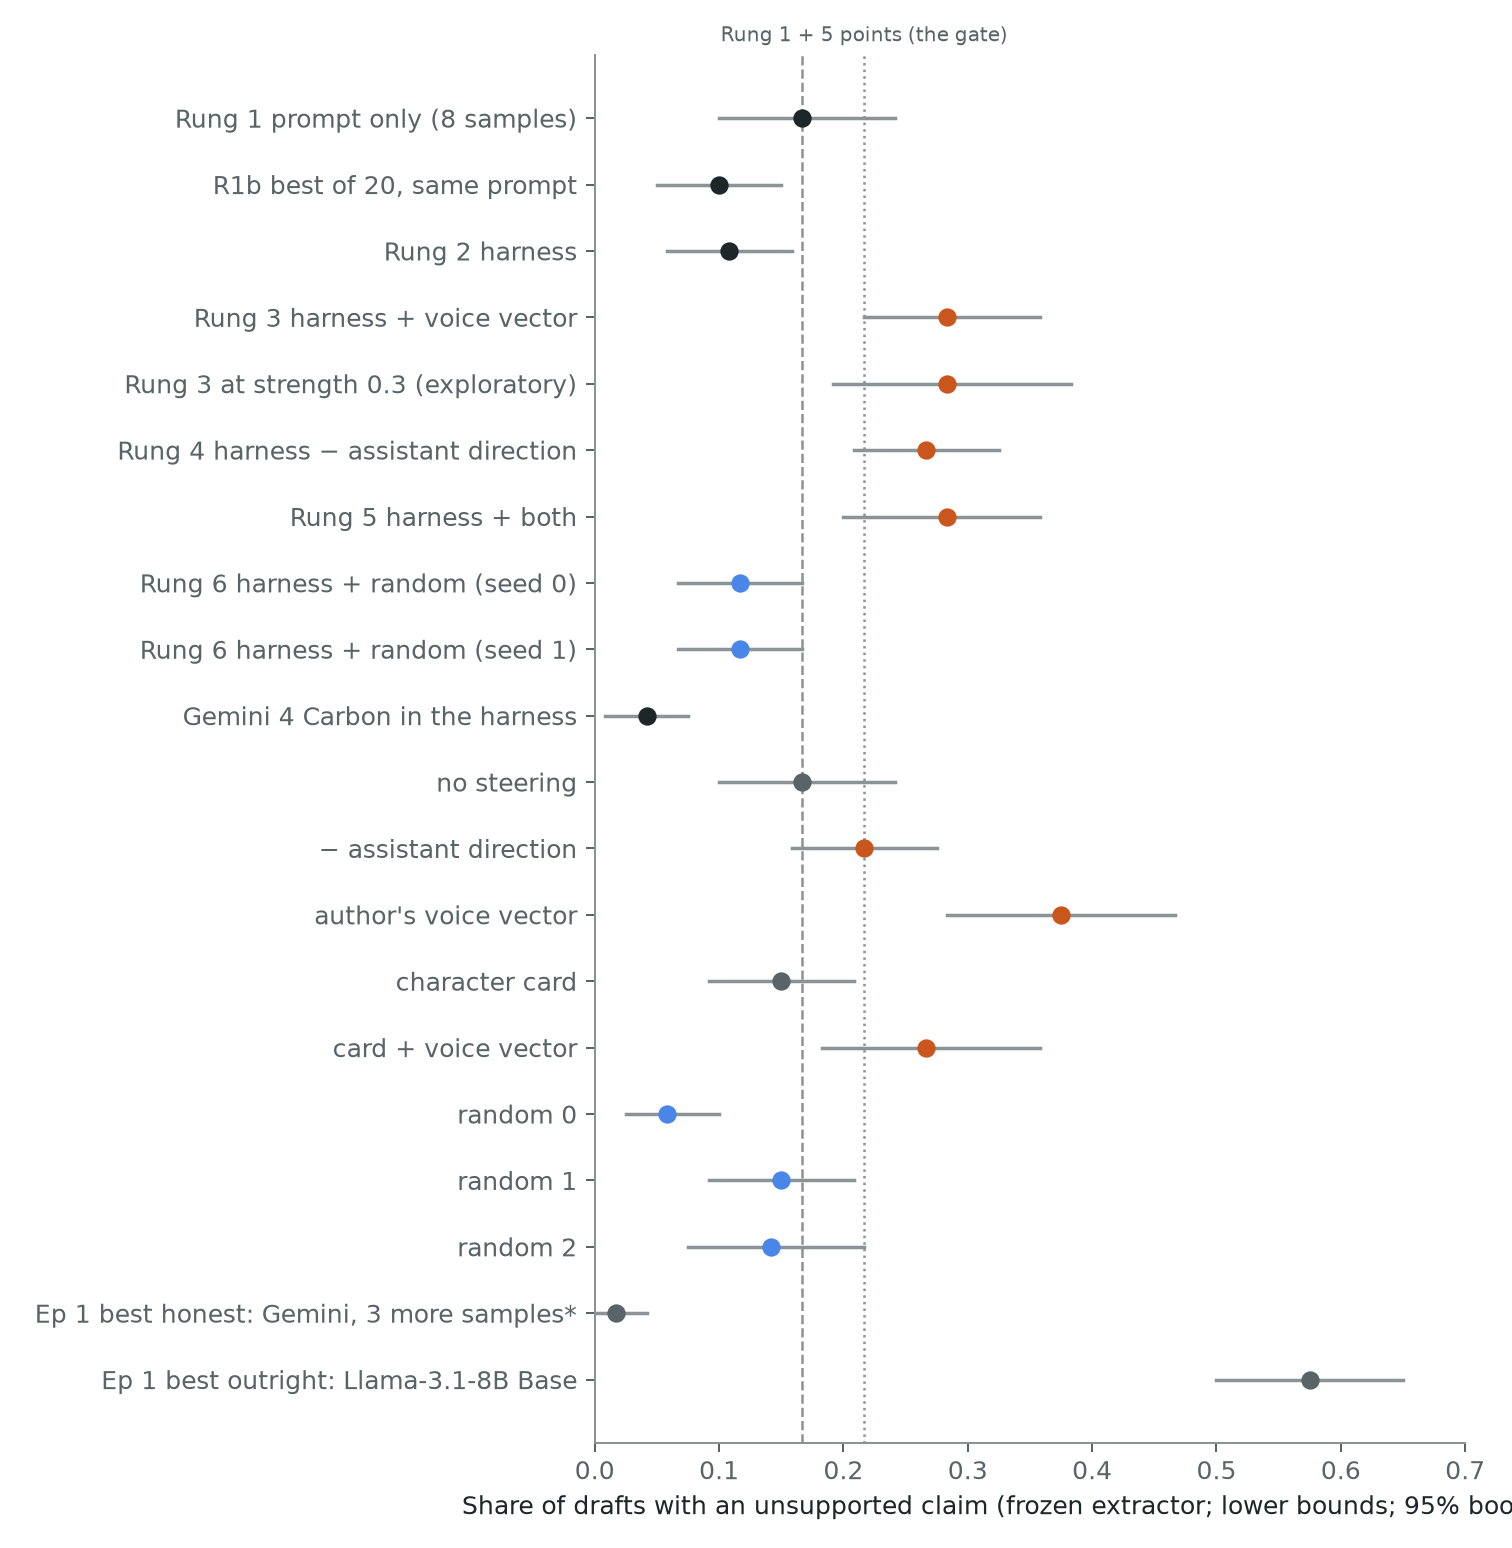 Rung 1 + 5 points (the gate)
Rung 1 prompt only (8 samples)
R1b best of 20, same prompt
Rung 2 harness
Rung 3 harness + voice vector
Rung 3 at strength 0.3 (exploratory)
Rung 4 harness − assistant direction
Rung 5 harness + both
Rung 6 harness + random (seed 0)
Rung 6 harness + random (seed 1)
Gemini 4 Carbon in the harness
no steering
− assistant direction
author's voice vector
character card
card + voice vector
random 0
random 1
random 2
Ep 1 best honest: Gemini, 3 more samples*
Ep 1 best outright: Llama-3.1-8B Base
0.0 0.1 0.2 0.3 0.4 0.5 0.6 0.7
Share of drafts with an unsupported claim (frozen extractor; lower bounds; 95% boo